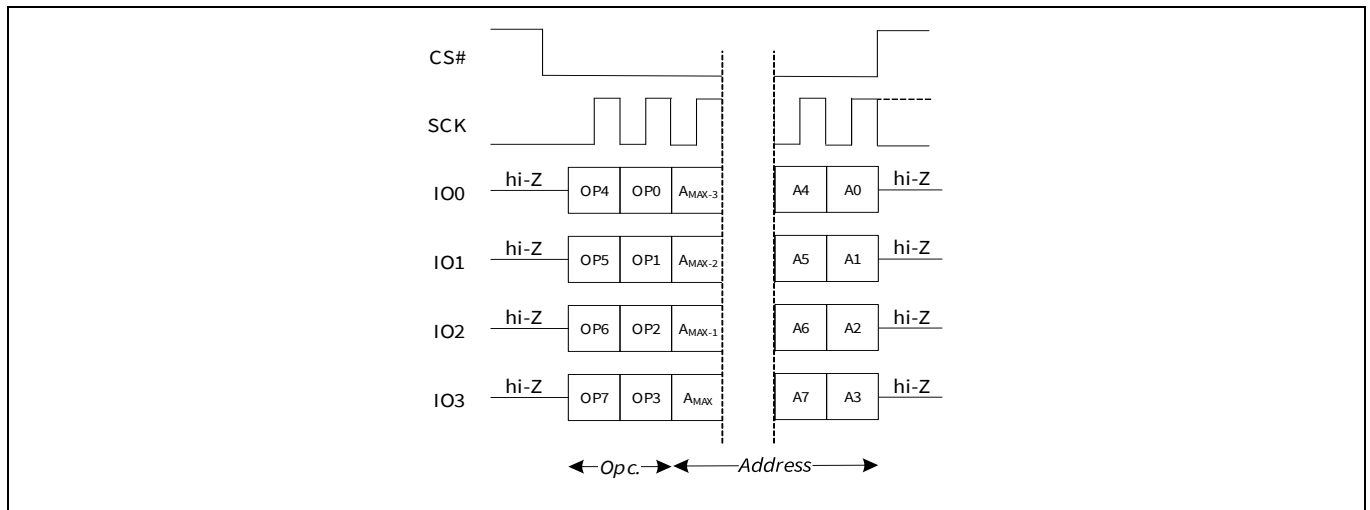 CS#
SCK
IO0 hi-Z OP4 OP0 AMAX-3 A4 A0 hi-Z
IO1 hi-Z OP5 OP1 AMAX-2 A5 A1 hi-Z
IO2 hi-Z OP6 OP2 AMAX-1 A6 A2 hi-Z
IO3 hi-Z OP7 OP3 AMAX A7 A3 hi-Z
Opc. Address